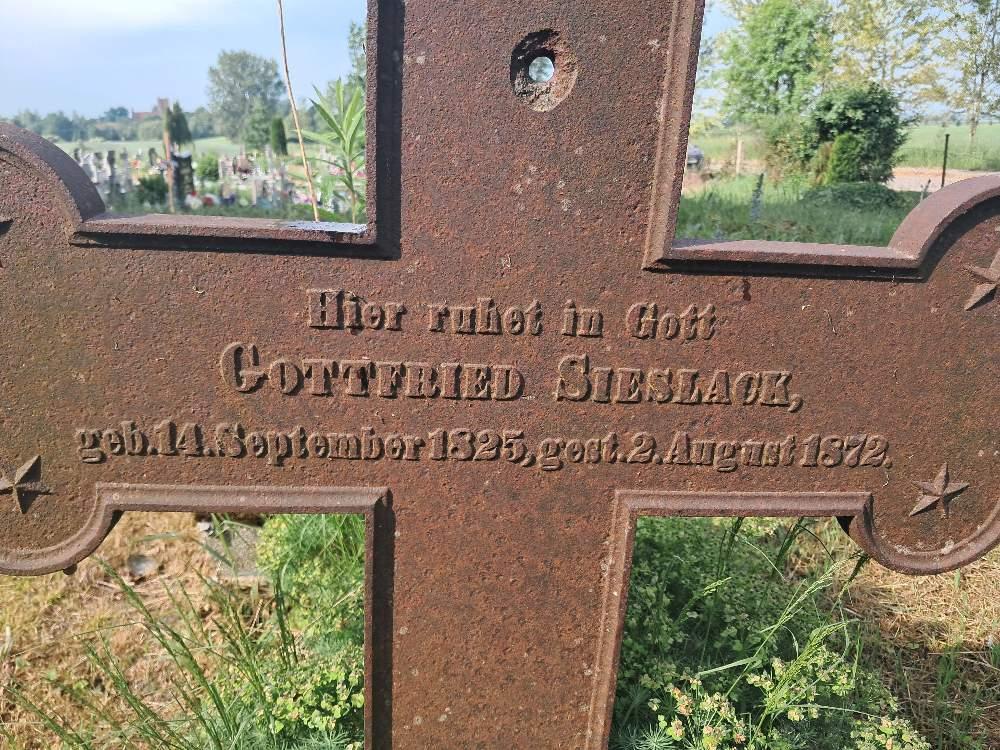 Hier ruhet in Gott
GOTTFRIED SIESLACK,
geb. 14. September 1825, gest. 2. August 1872.